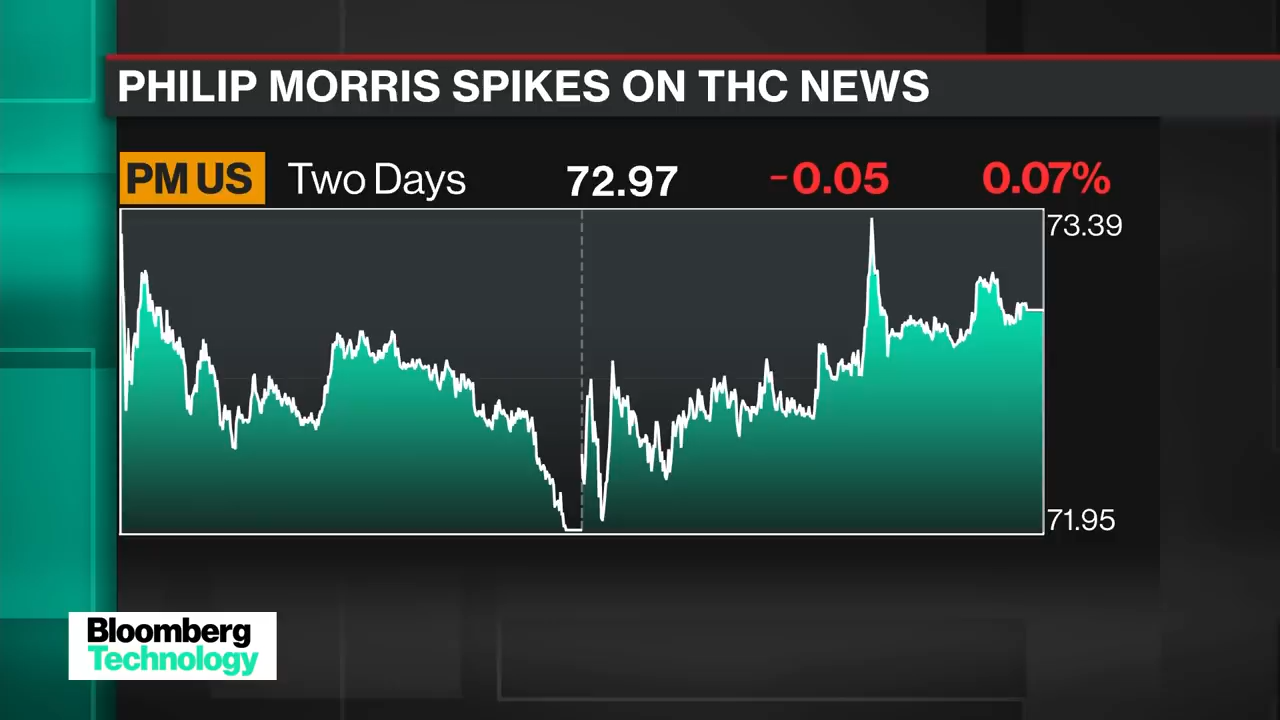 PHILIP MORRIS SPIKES ON THC NEWS
PM US Two Days 72.97 -0.05 0.07%
73.39
71.95
Bloomberg
Technology